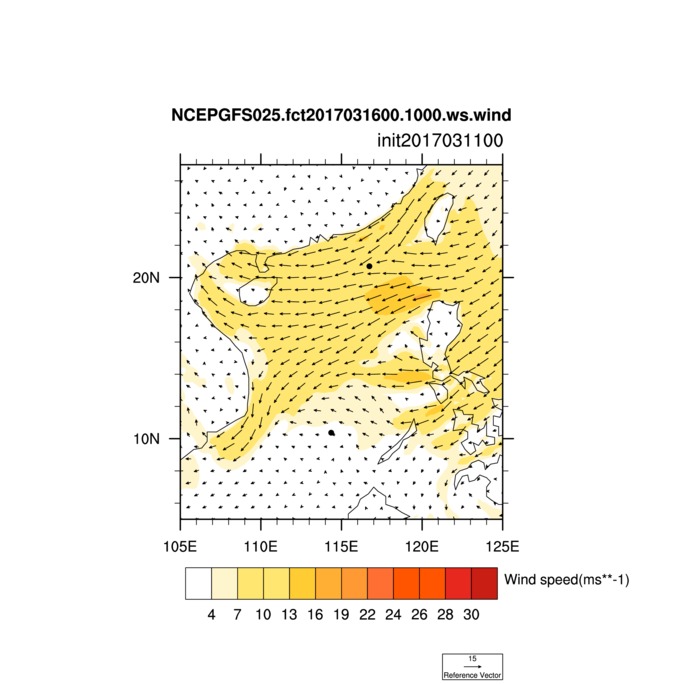 NCEPGFS025.fct2017031600.1000.ws.wind
init2017031100
20N
10N
105E 110E 115E 120E 125E
4 7 10 13 16 19 22 24 26 28 30
Wind speed(ms**-1)
15
Reference Vector